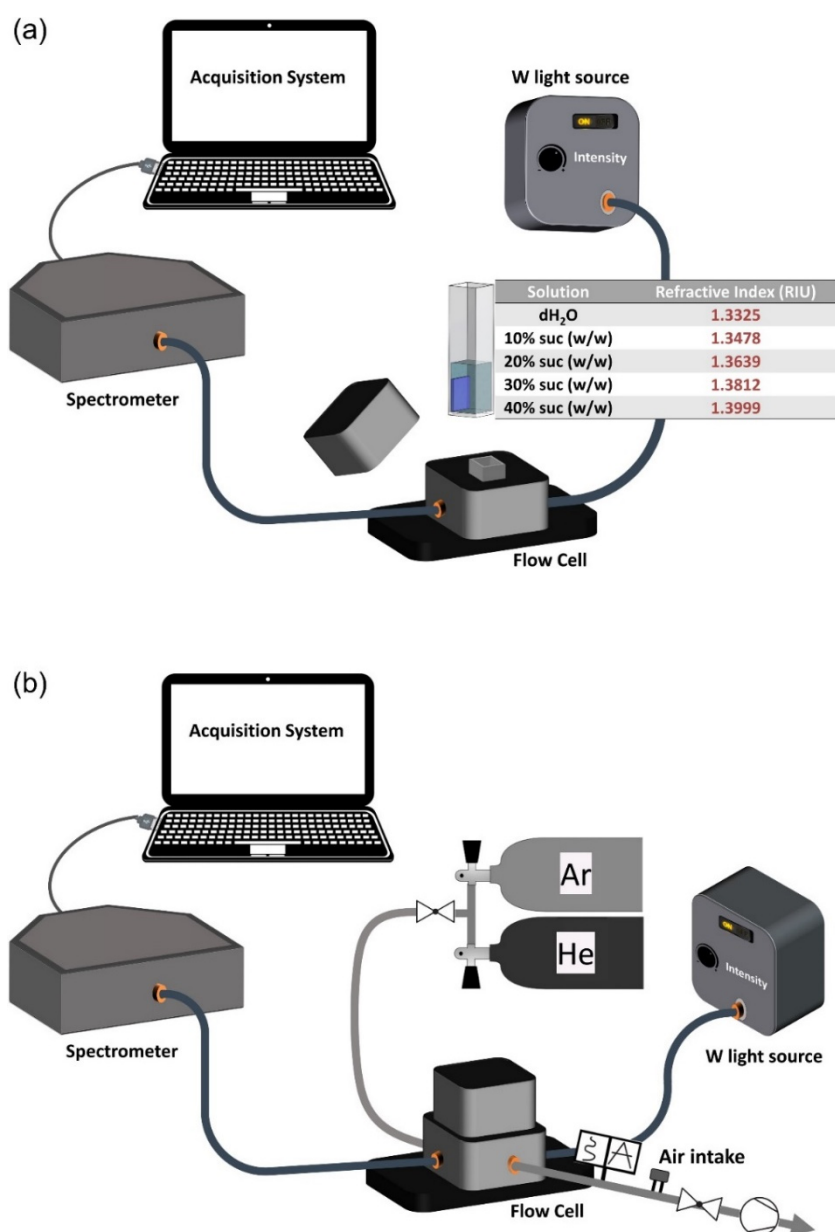 (a)
Acquisition System
W light source
ON
Intensity
Solution Refractive Index (RIU)
dH₂O 1.3325
10% suc (w/w) 1.3478
20% suc (w/w) 1.3639
30% suc (w/w) 1.3812
40% suc (w/w) 1.3999
Spectrometer
Flow Cell
(b)
Acquisition System
Ar
He
ON
Intensity
Spectrometer
W light source
Air intake
Flow Cell